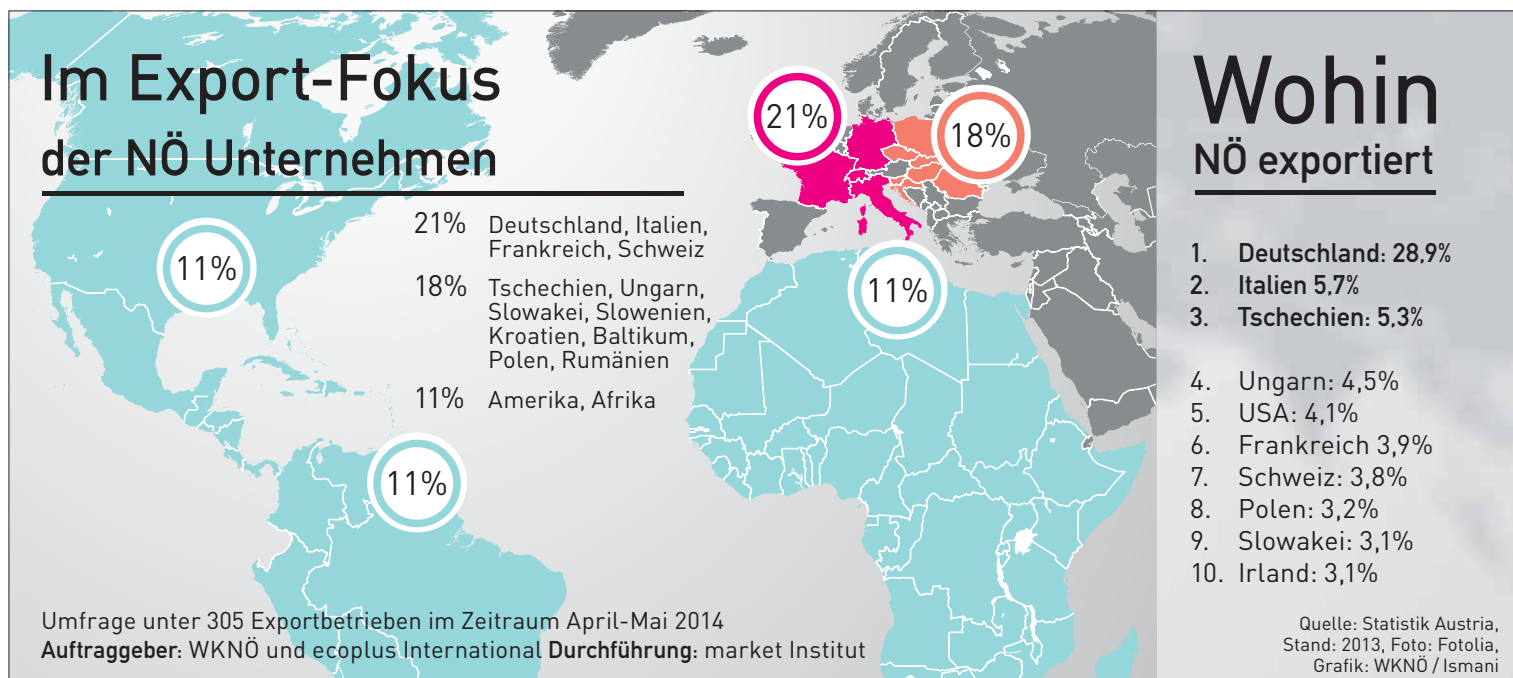 Im Export-Fokus
der NÖ Unternehmen
21%
18%
11%
11%
11%
21% Deutschland, Italien,
Frankreich, Schweiz
18% Tschechien, Ungarn,
Slowakei, Slowenien,
Kroatien, Baltikum,
Polen, Rumänien
11% Amerika, Afrika
Umfrage unter 305 Exportbetrieben im Zeitraum April-Mai 2014
Auftraggeber: WKNÖ und ecoplus International Durchführung: market Institut
Wohin
NÖ exportiert
1. Deutschland: 28,9%
2. Italien 5,7%
3. Tschechien: 5,3%
4. Ungarn: 4,5%
5. USA: 4,1%
6. Frankreich 3,9%
7. Schweiz: 3,8%
8. Polen: 3,2%
9. Slowakei: 3,1%
10. Irland: 3,1%
Quelle: Statistik Austria,
Stand: 2013, Foto: Fotolia,
Grafik: WKNÖ / Ismani